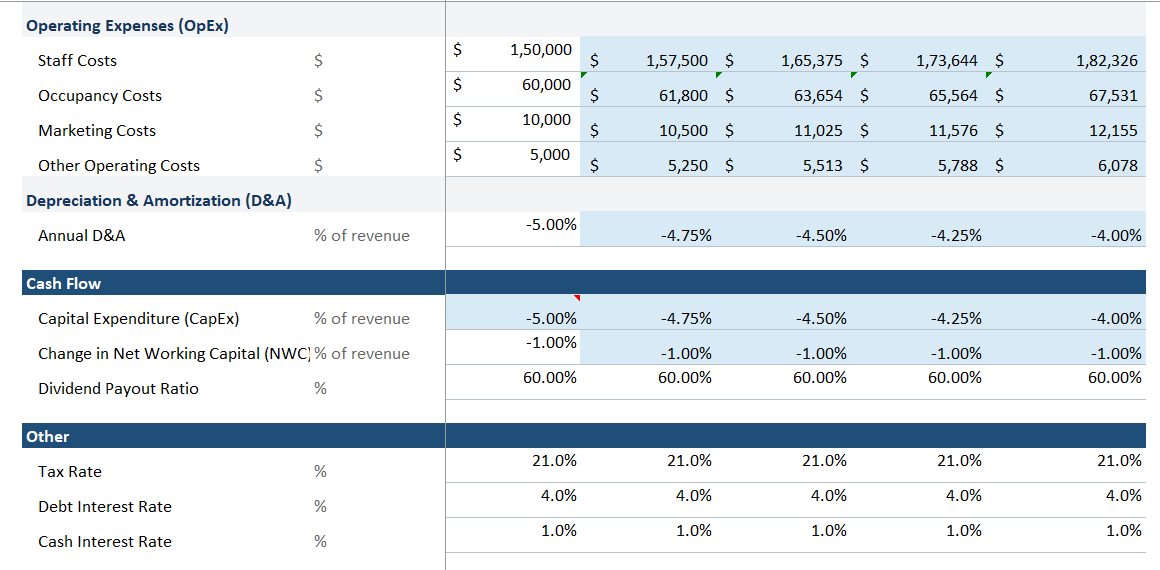 Operating Expenses (OpEx)
Staff Costs $ $ 1,50,000 $ 1,57,500 $ 1,65,375 $ 1,73,644 $ 1,82,326
Occupancy Costs $ $ 60,000 $ 61,800 $ 63,654 $ 65,564 $ 67,531
Marketing Costs $ $ 10,000 $ 10,500 $ 11,025 $ 11,576 $ 12,155
Other Operating Costs $ $ 5,000 $ 5,250 $ 5,513 $ 5,788 $ 6,078
Depreciation & Amortization (D&A)
Annual D&A % of revenue -5.00% -4.75% -4.50% -4.25% -4.00%
Cash Flow
Capital Expenditure (CapEx) % of revenue -5.00% -4.75% -4.50% -4.25% -4.00%
Change in Net Working Capital (NWC) % of revenue -1.00% -1.00% -1.00% -1.00% -1.00%
Dividend Payout Ratio % 60.00% 60.00% 60.00% 60.00% 60.00%
Other
Tax Rate % 21.0% 21.0% 21.0% 21.0% 21.0%
Debt Interest Rate % 4.0% 4.0% 4.0% 4.0% 4.0%
Cash Interest Rate % 1.0% 1.0% 1.0% 1.0% 1.0%